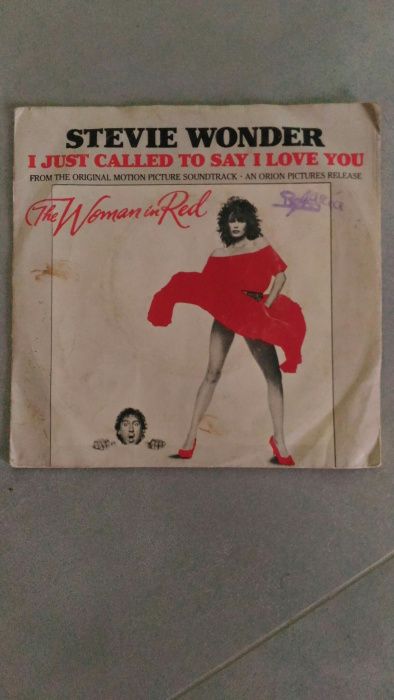 STEVIE WONDER
I JUST CALLED TO SAY I LOVE YOU
FROM THE ORIGINAL MOTION PICTURE SOUNDTRACK · AN ORION PICTURES RELEASE
The Woman in Red